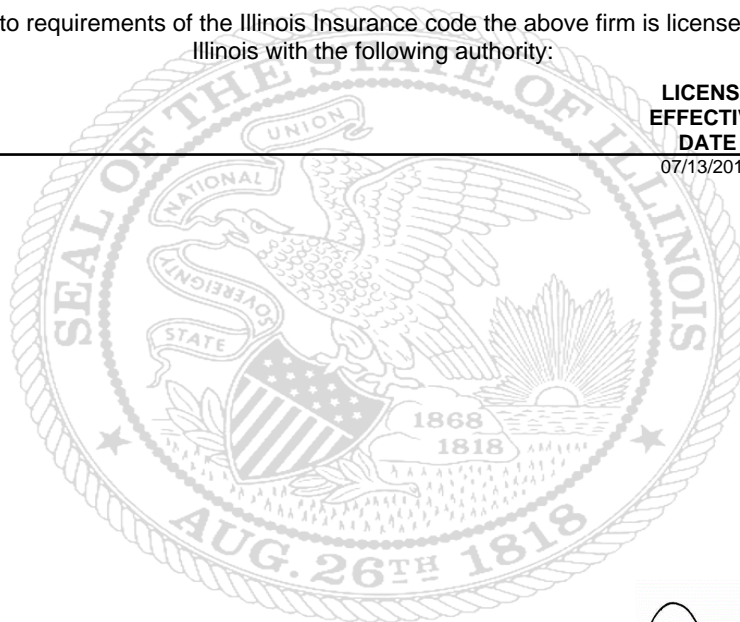 to requirements of the Illinois Insurance code the above firm is license
Illinois with the following authority:
LICENS
EFFECTIV
DATE
07/13/201
SEAL OF THE STATE OF ILLINOIS
AUG. 26TH 1818
STATE
SOVEREIGNTY
NATIONAL
UNION
1868
1818